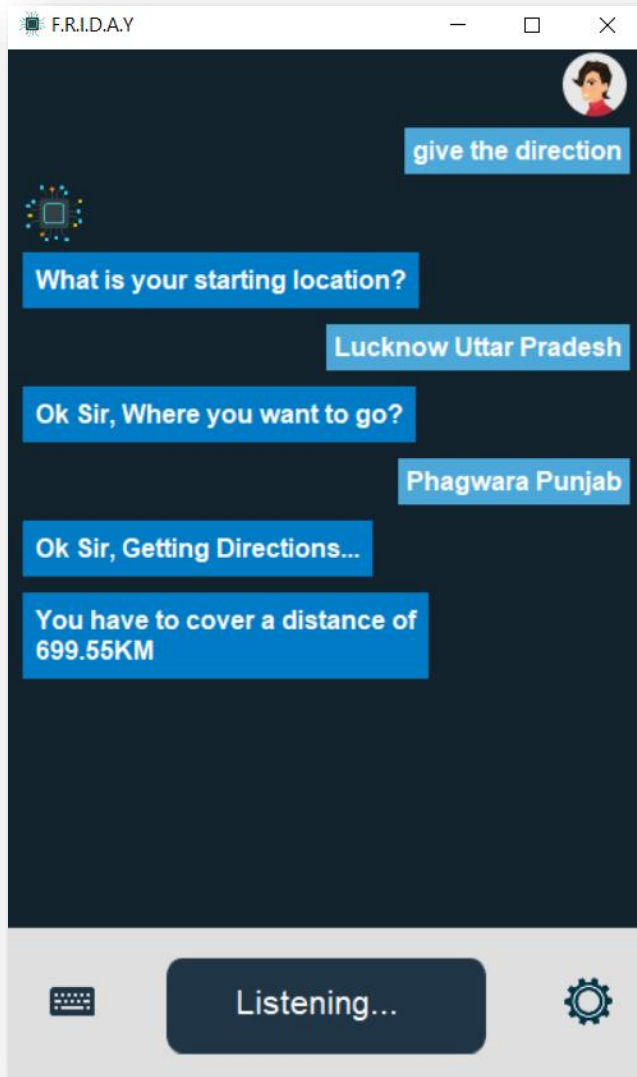 F.R.I.D.A.Y
give the direction
What is your starting location?
Lucknow Uttar Pradesh
Ok Sir, Where you want to go?
Phagwara Punjab
Ok Sir, Getting Directions...
You have to cover a distance of
699.55KM
Listening...